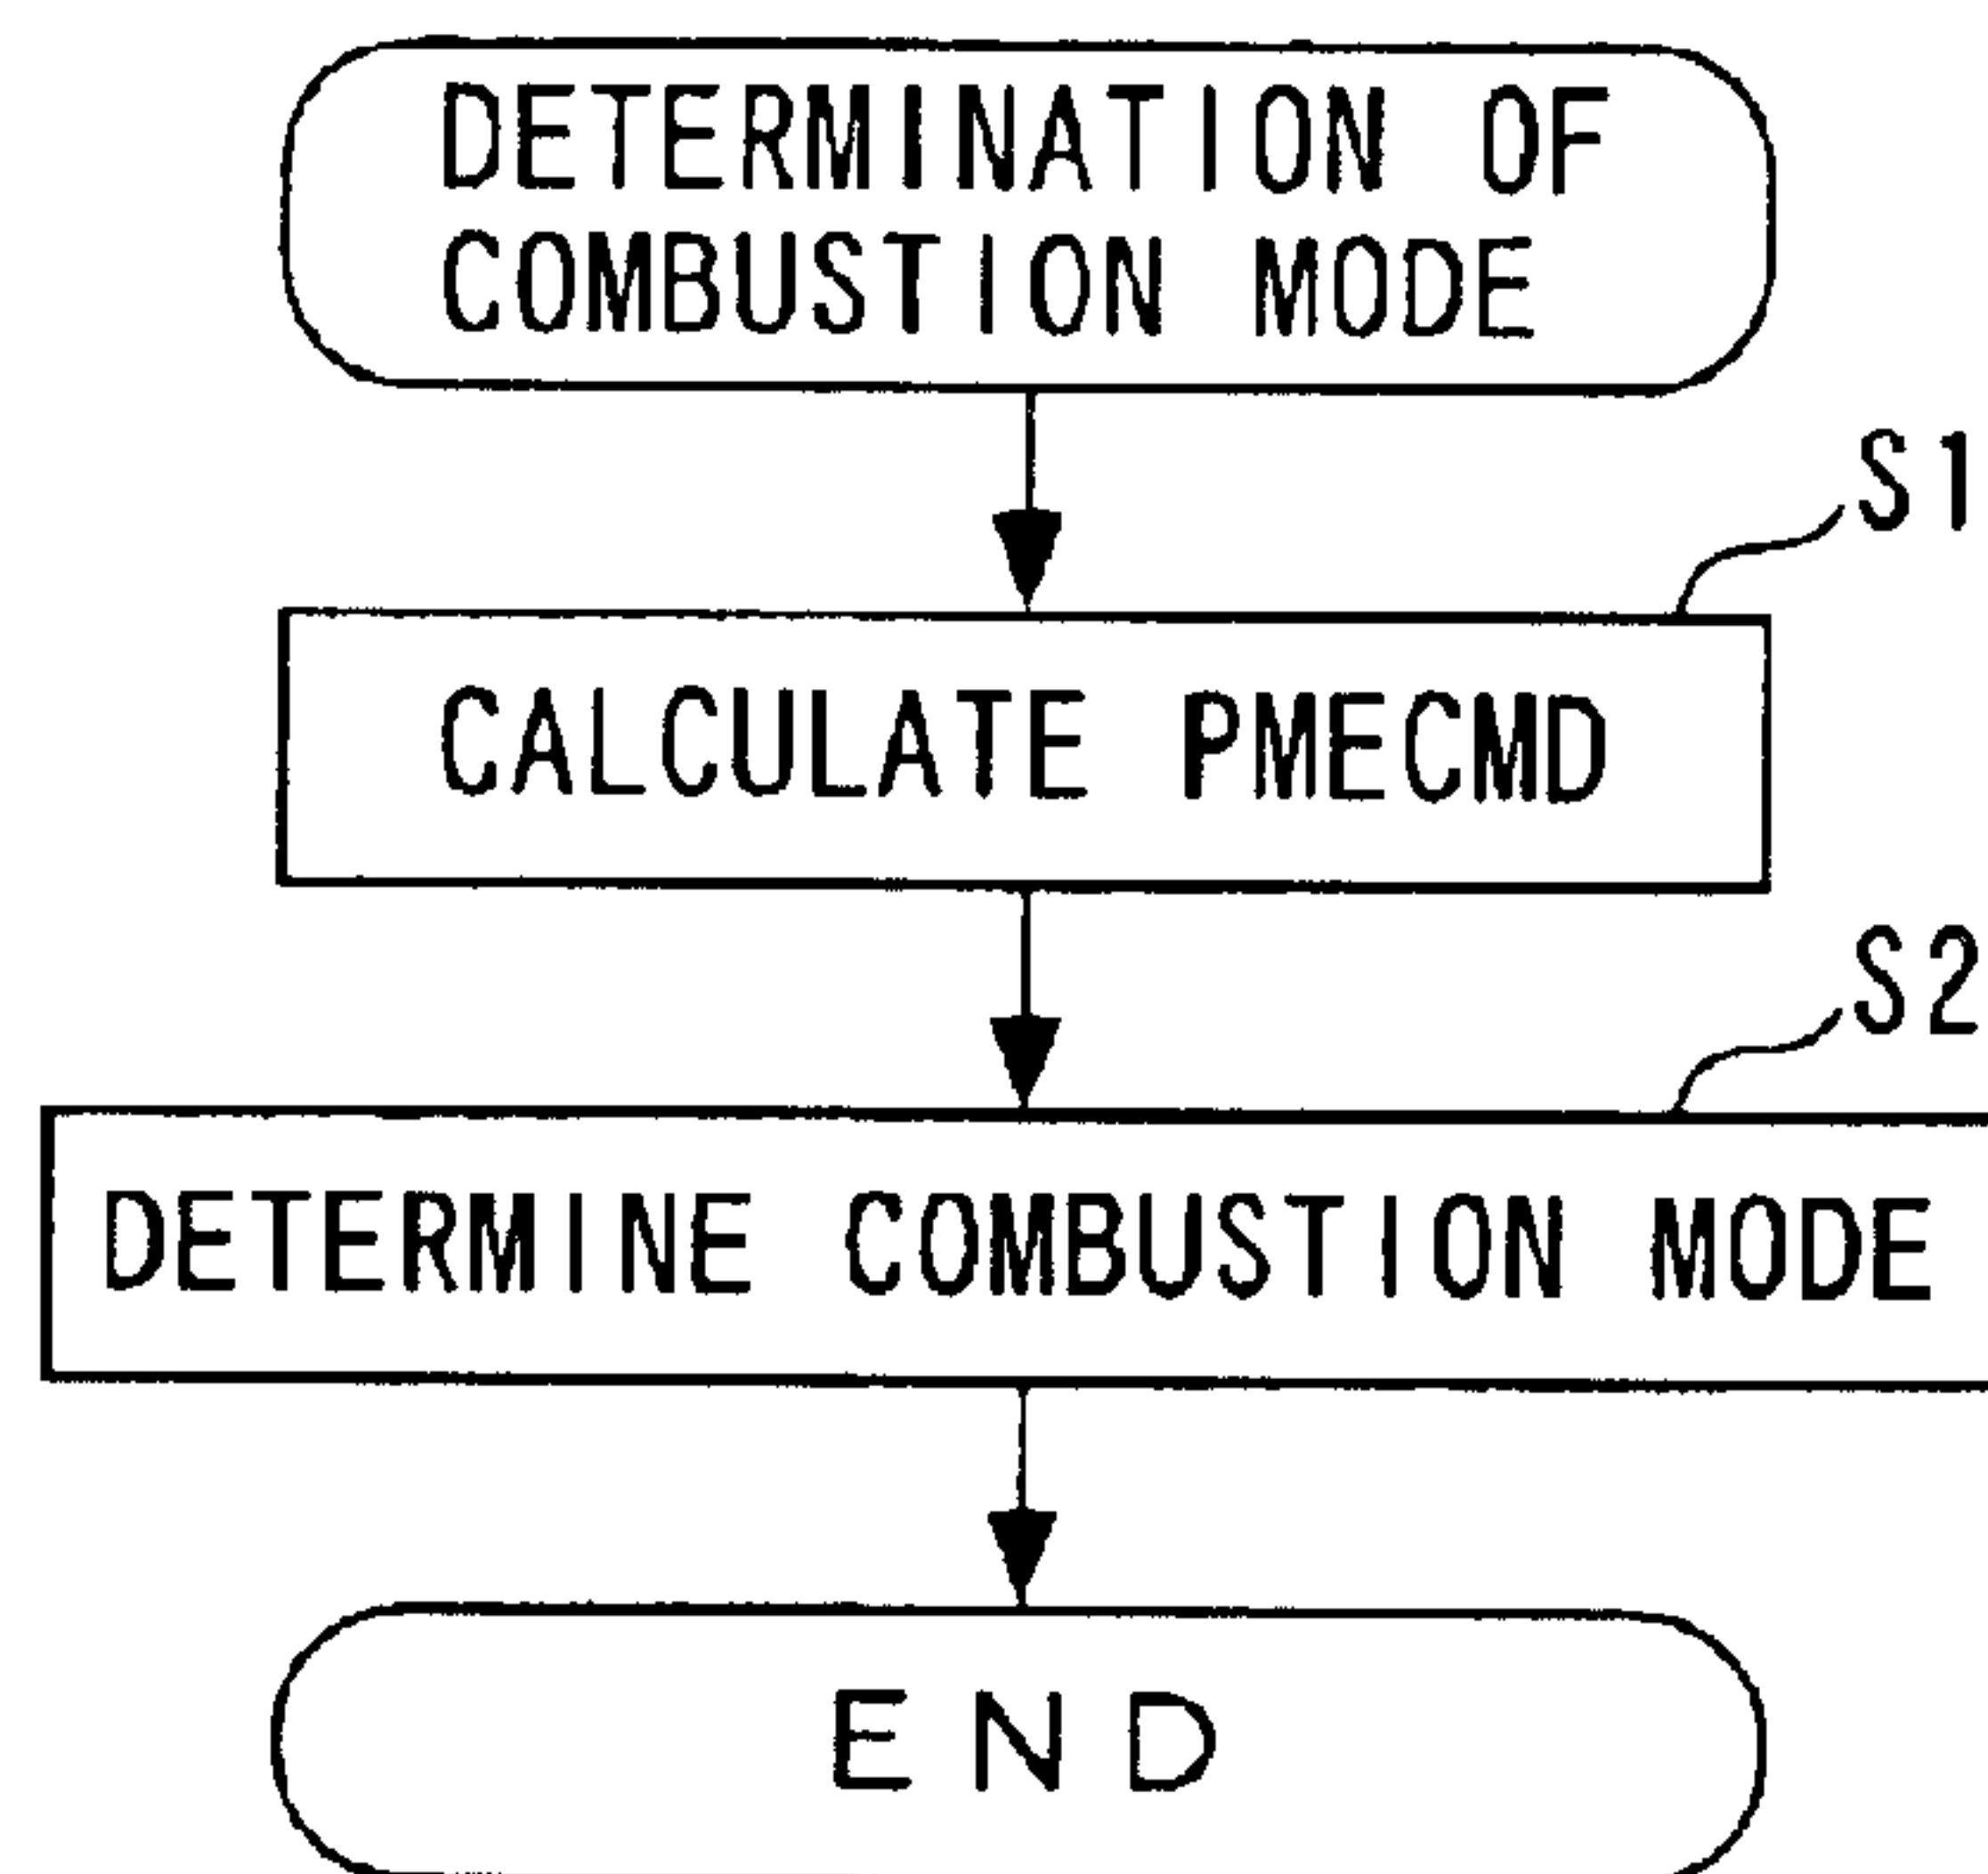 DETERMINATION OF
COMBUSTION MODE
S1
CALCULATE PMECMD
S2
DETERMINE COMBUSTION MODE
END